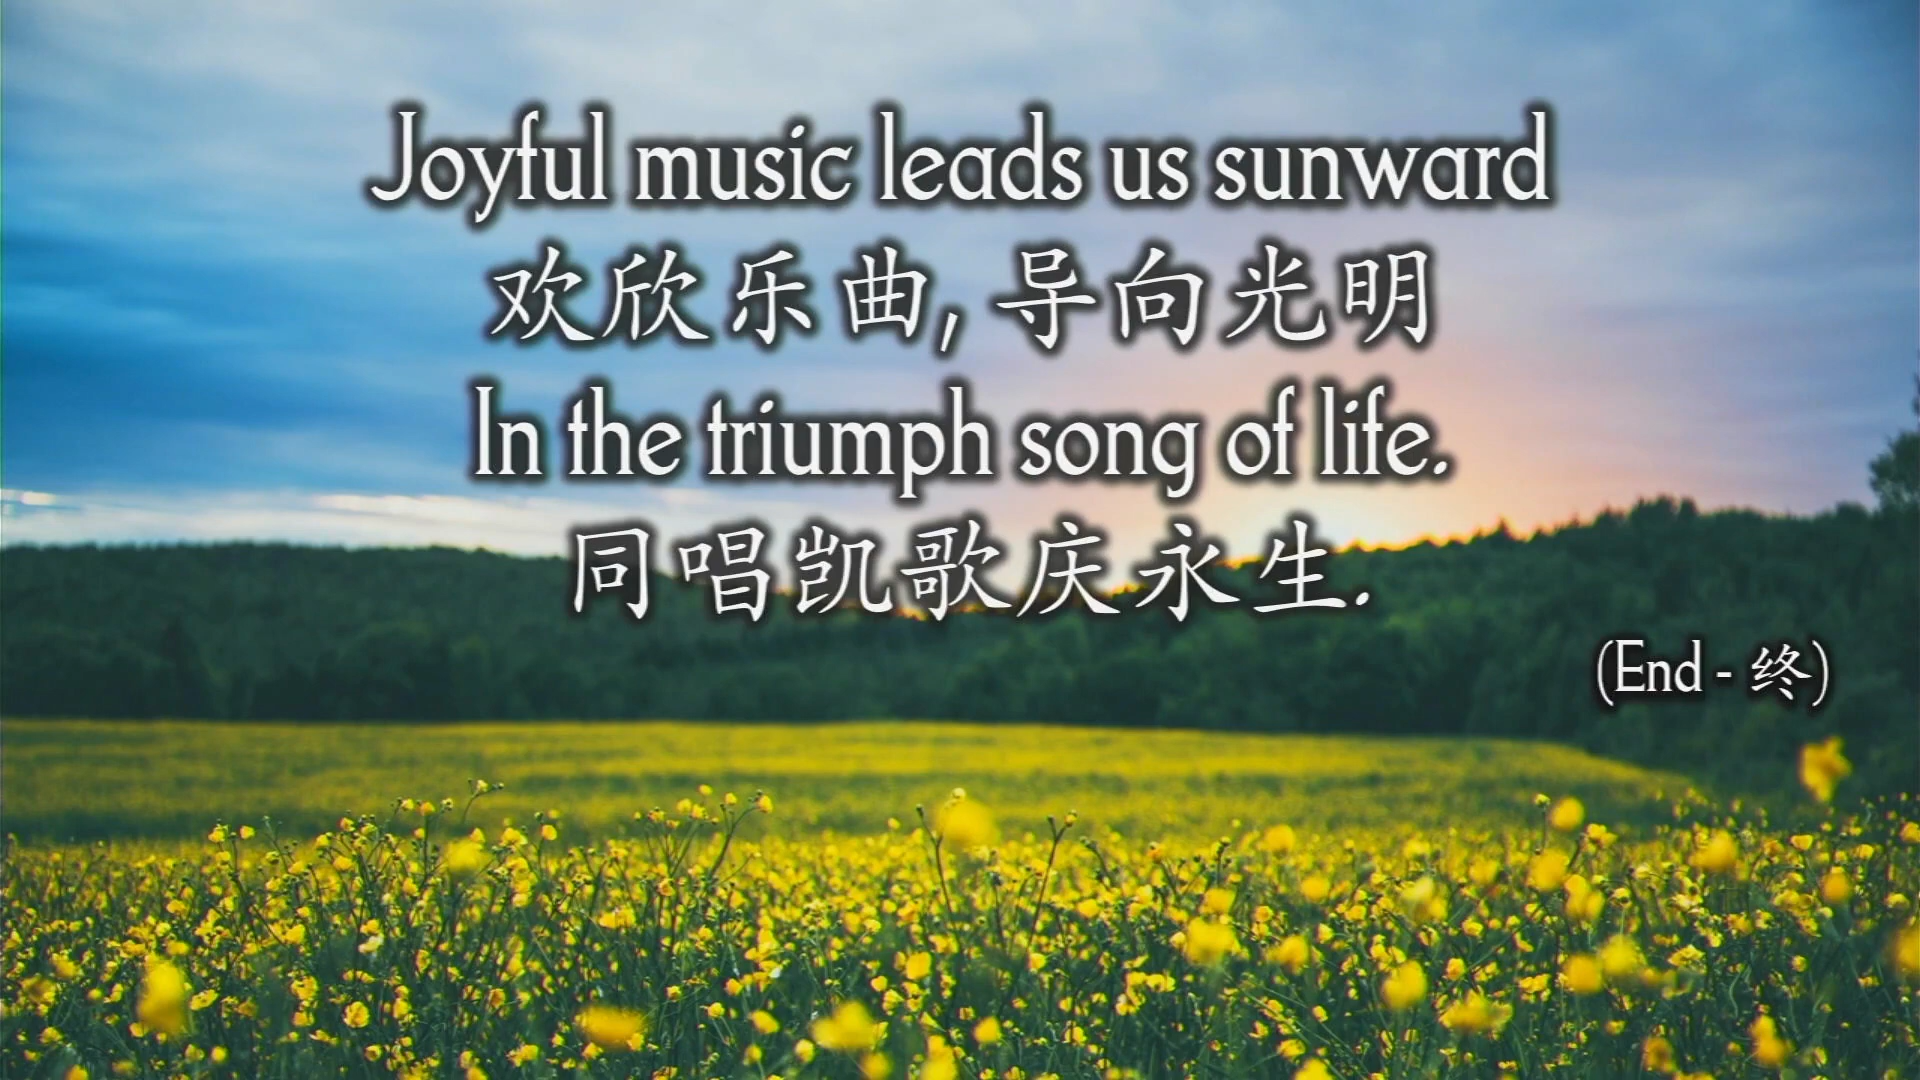 Joyful music leads us sunward
欢欣乐曲, 导向光明
In the triumph song of life.
同唱凯歌庆永生.
(End - 终)